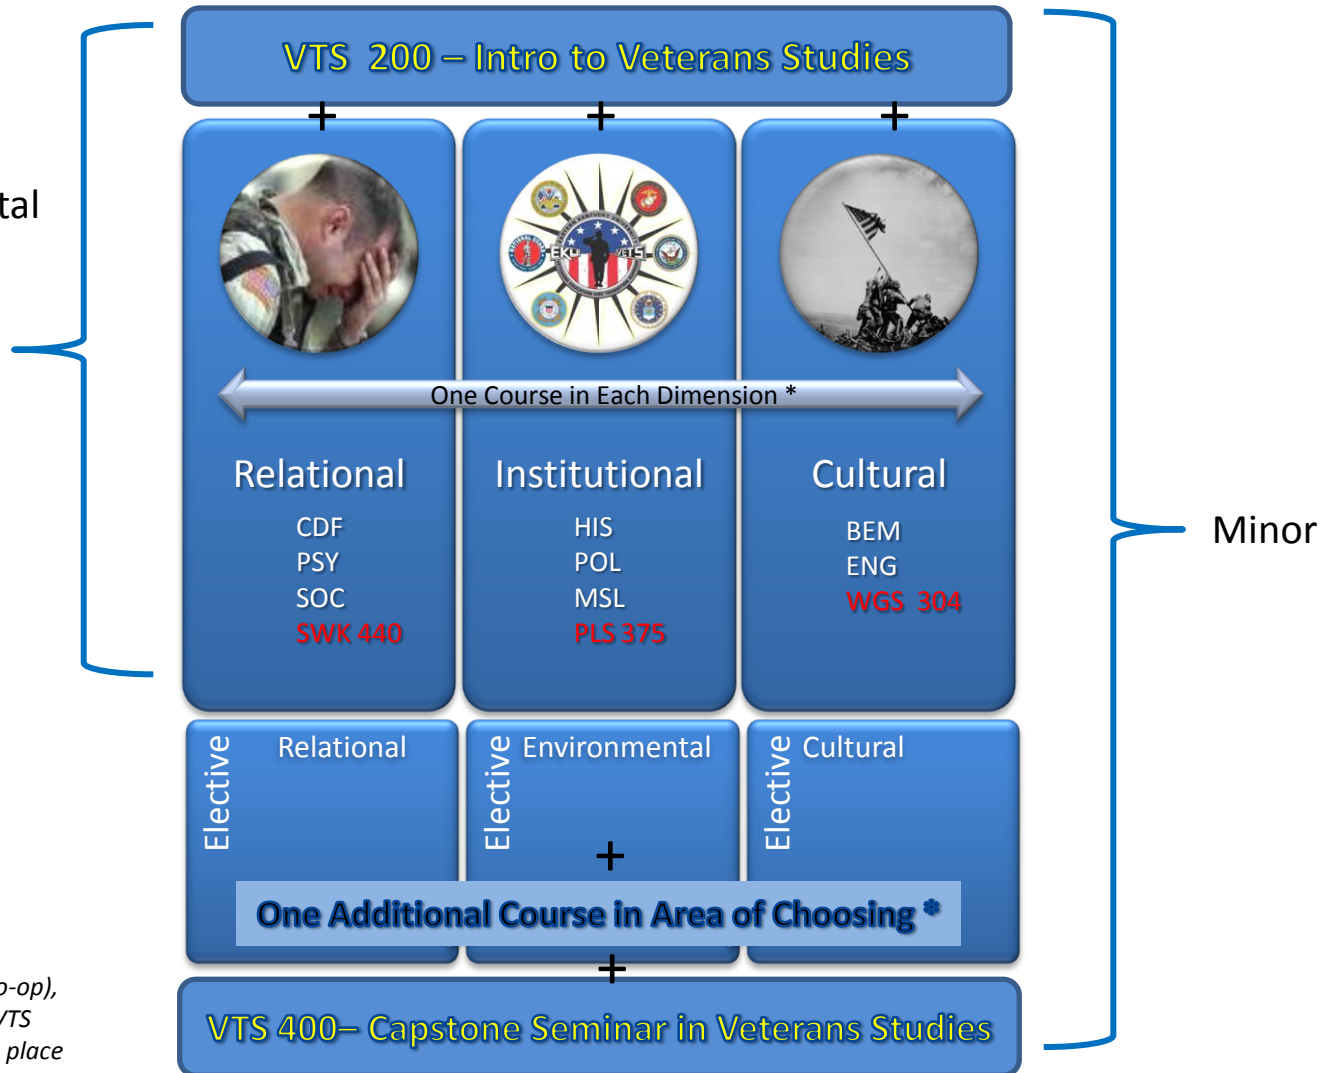 VTS 200 – Intro to Veterans Studies
+ + +
tal
EKU VETS
One Course in Each Dimension *
Relational
CDF
PSY
SOC
SWK 440
Institutional
HIS
POL
MSL
PLS 375
Cultural
BEM
ENG
WGS 304
Minor
Elective
Relational
Elective
Environmental
Elective
Cultural
+
One Additional Course in Area of Choosing *
+
o-op),
VTS
place
VTS 400– Capstone Seminar in Veterans Studies